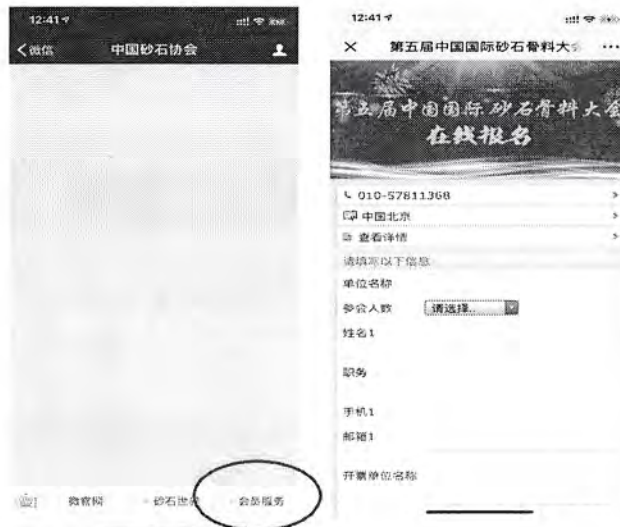 12:41
微信
中国砂石协会
微官网
砂石世界
会员服务
12:41
第五届中国国际砂石骨料大
第五届中国国际砂石骨料大会
在线报名
010-57811368
中国北京
查看详情
请填写以下信息
单位名称
参会人数 请选择..
姓名1
职务
手机1
邮箱1
开票单位名称